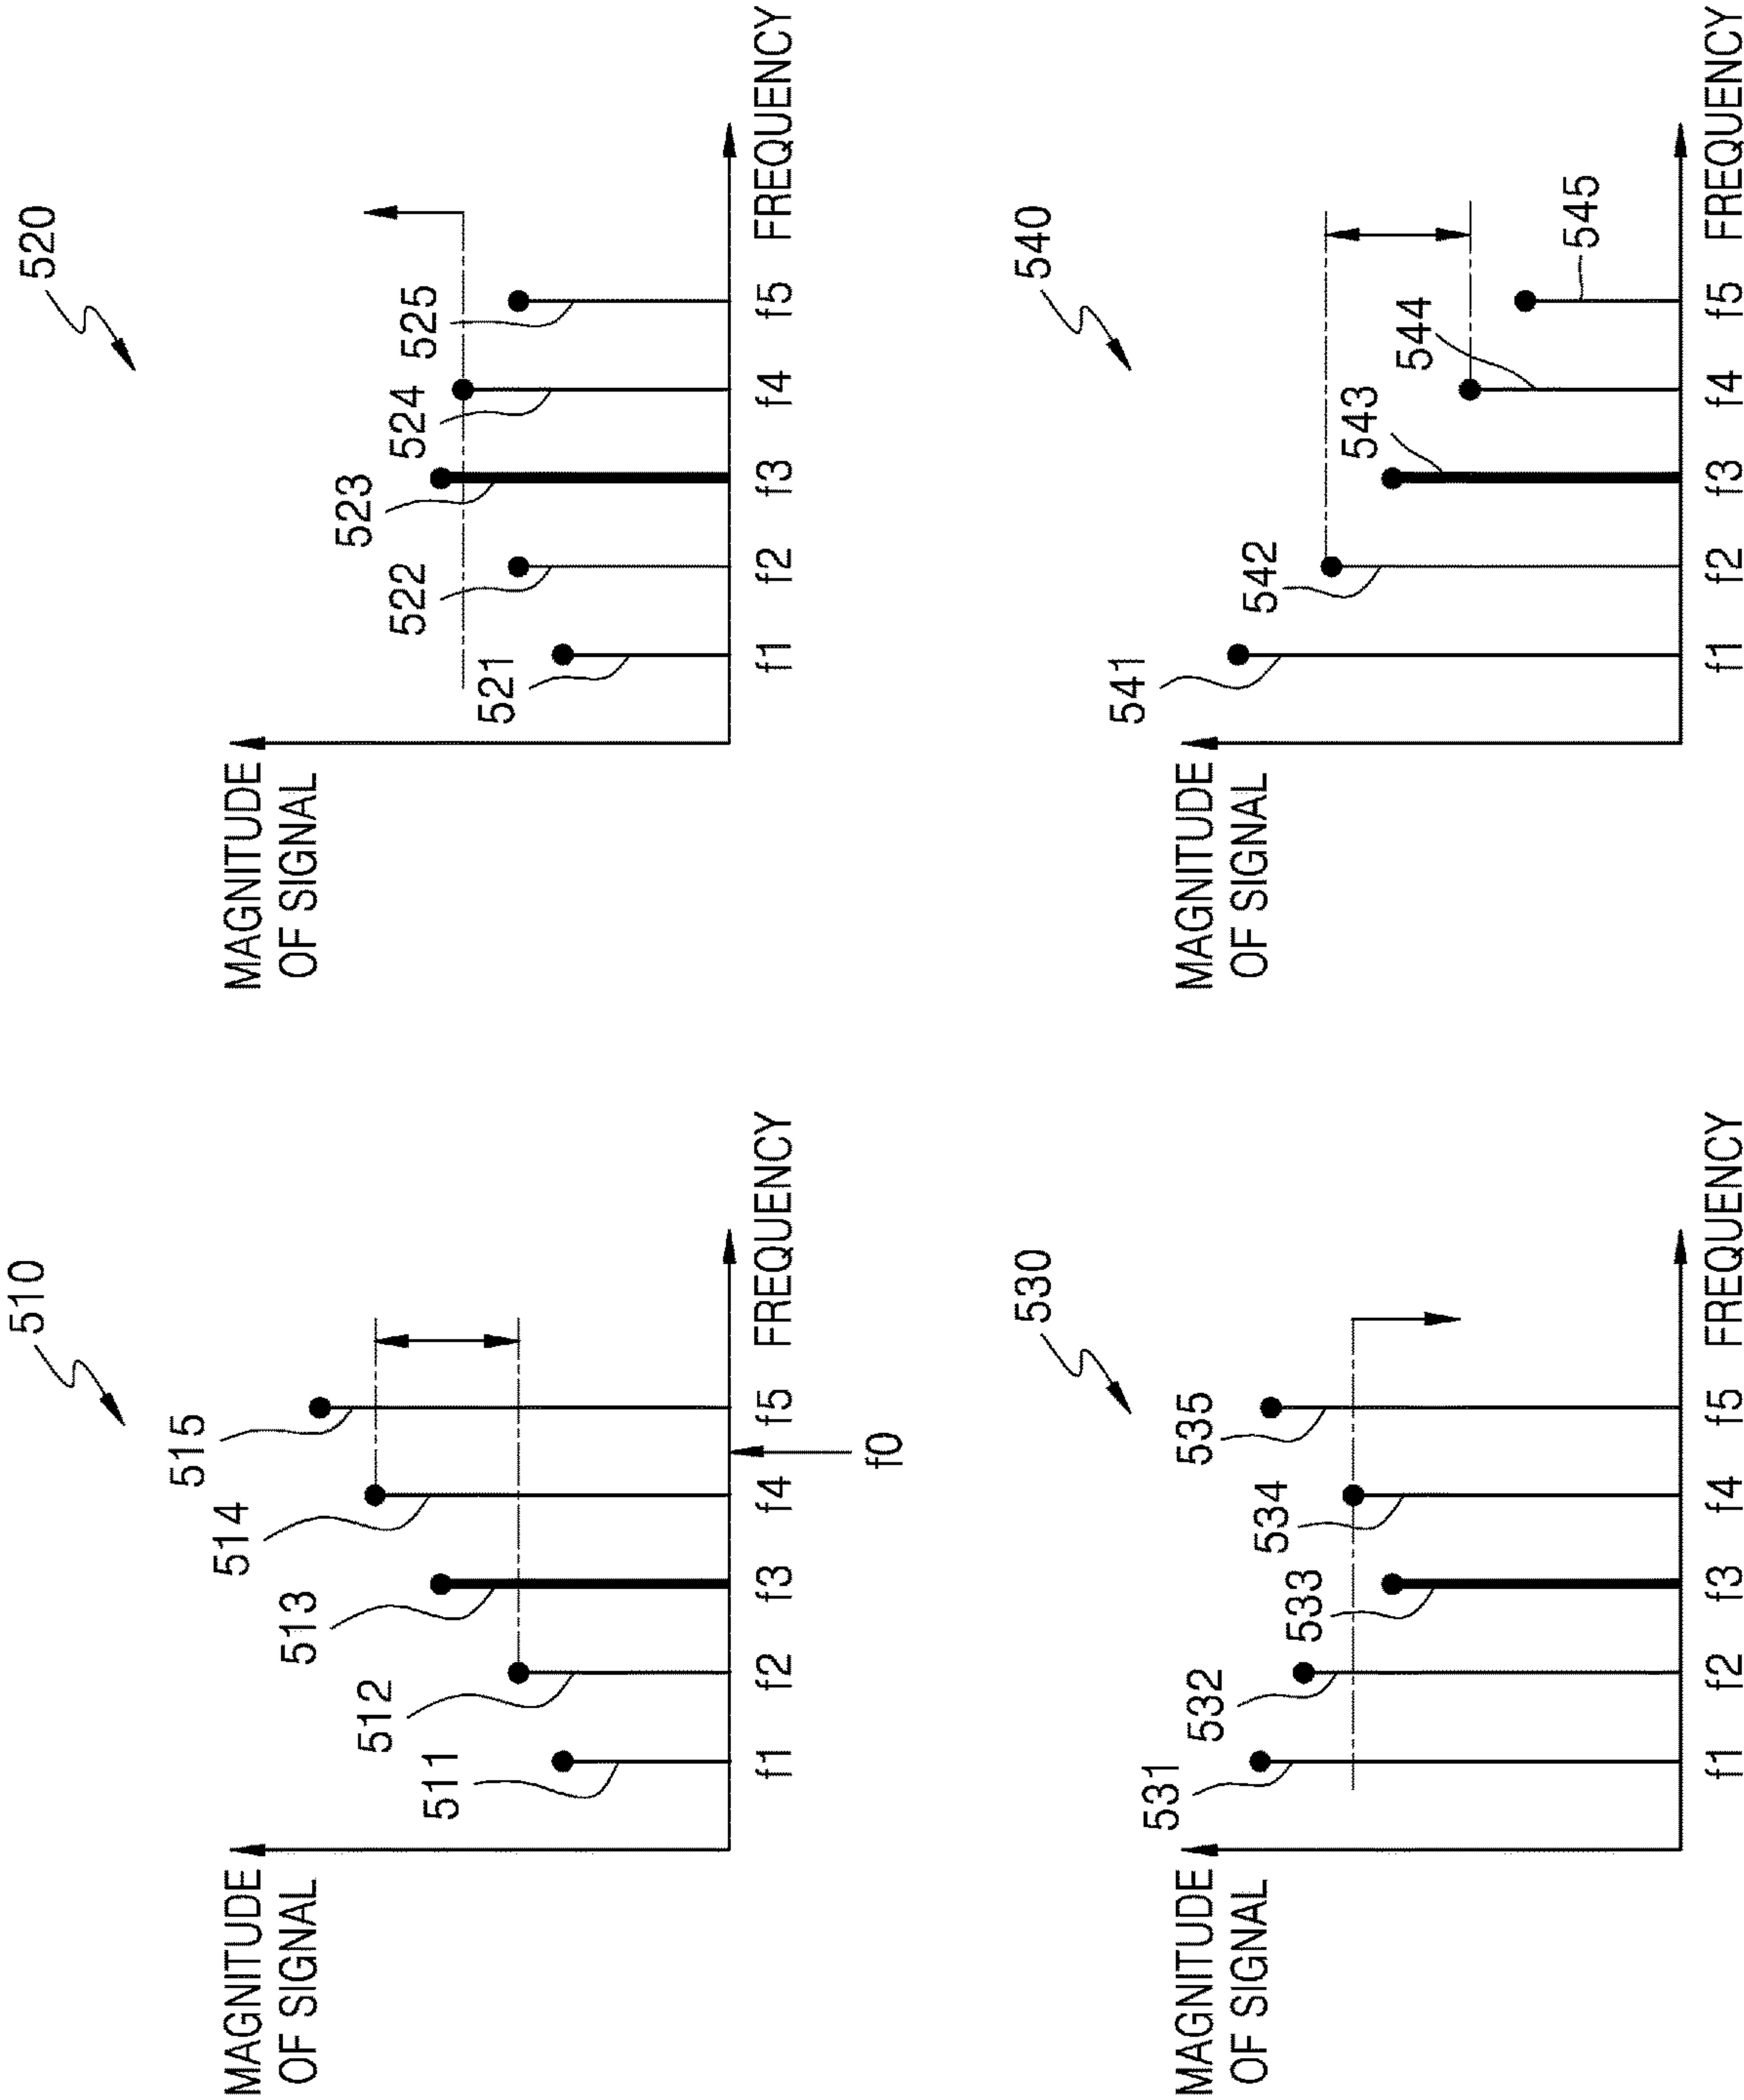 510
MAGNITUDE
OF SIGNAL
511
512
513
514
515
f1
f2
f3
f4
f5
FREQUENCY
f0
520
MAGNITUDE
OF SIGNAL
521
522
523
524
525
f1
f2
f3
f4
f5
FREQUENCY
530
MAGNITUDE
OF SIGNAL
531
532
533
534
535
f1
f2
f3
f4
f5
FREQUENCY
540
MAGNITUDE
OF SIGNAL
541
542
543
544
545
f1
f2
f3
f4
f5
FREQUENCY